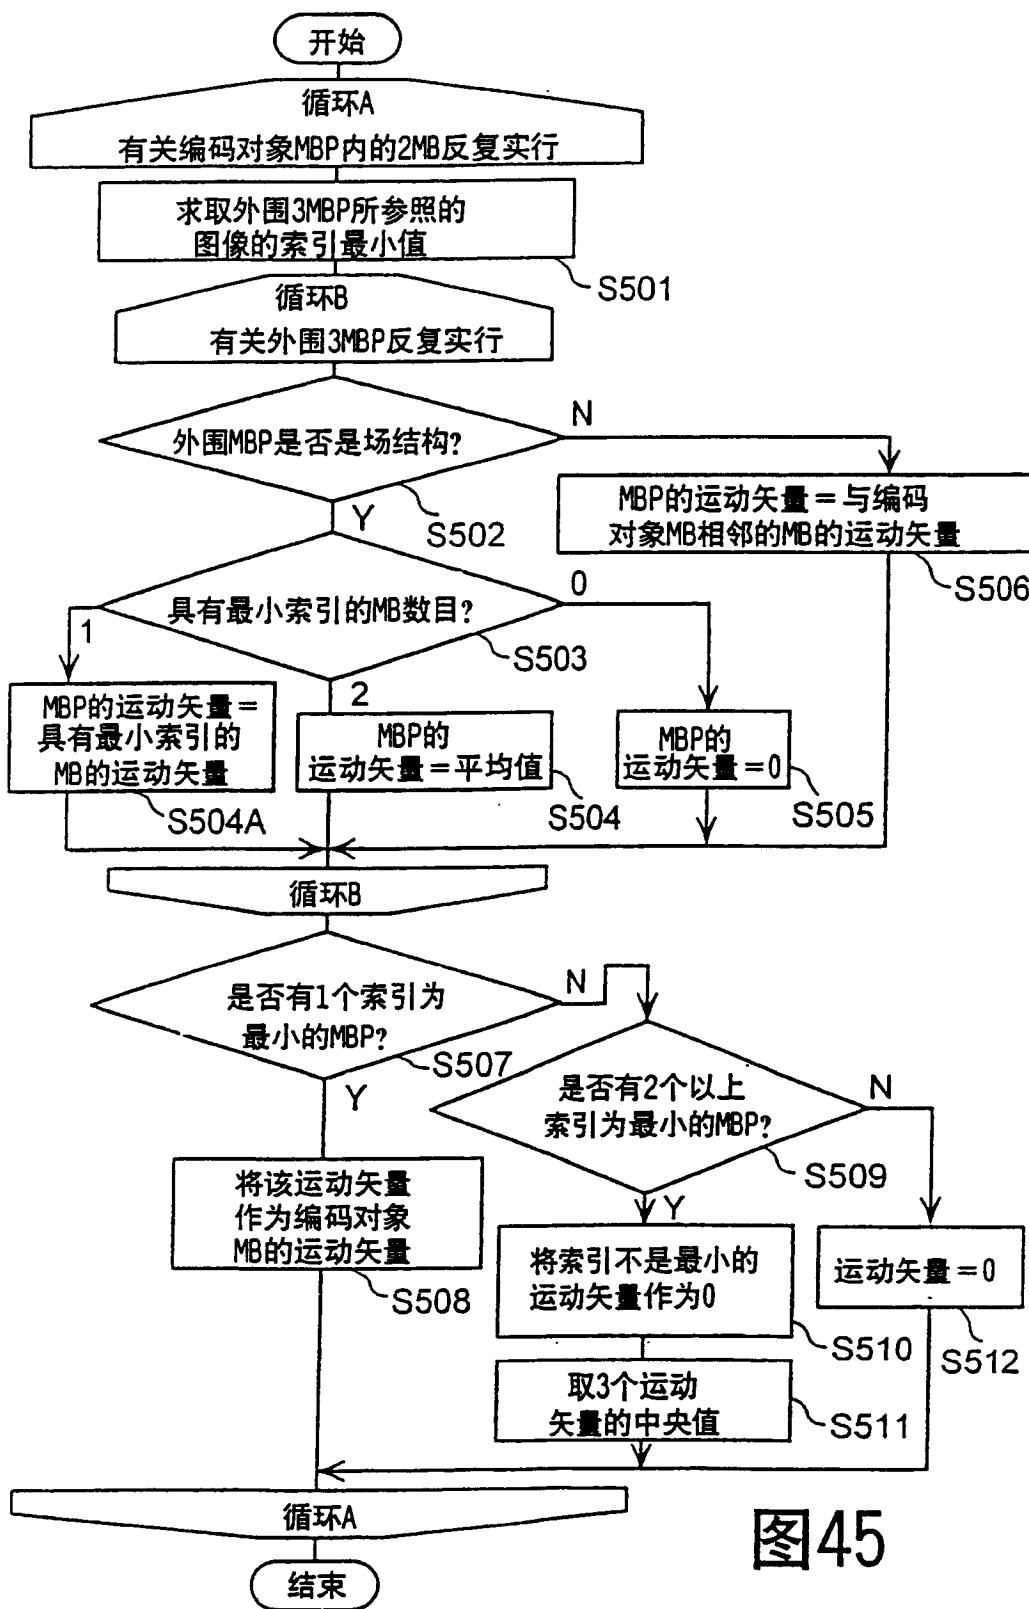 开始
循环A
有关编码对象MBP内的2MB反复实行
求取外围3MBP所参照的
图像的索引最小值
S501
循环B
有关外围3MBP反复实行
外围MBP是否是场结构?
N
Y
S502
MBP的运动矢量=与编码
对象MB相邻的MB的运动矢量
S506
具有最小索引的MB数目?
0
1
2
S503
MBP的运动矢量=
具有最小索引的
MB的运动矢量
S504A
MBP的
运动矢量=平均值
S504
MBP的
运动矢量=0
S505
循环B
是否有1个索引为
最小的MBP?
N
S507
Y
是否有2个以上
索引为最小的MBP?
N
S509
Y
将该运动矢量
作为编码对象
MB的运动矢量
S508
将索引不是最小的
运动矢量作为0
S510
运动矢量=0
S512
取3个运动
矢量的中央值
S511
循环A
结束
图45